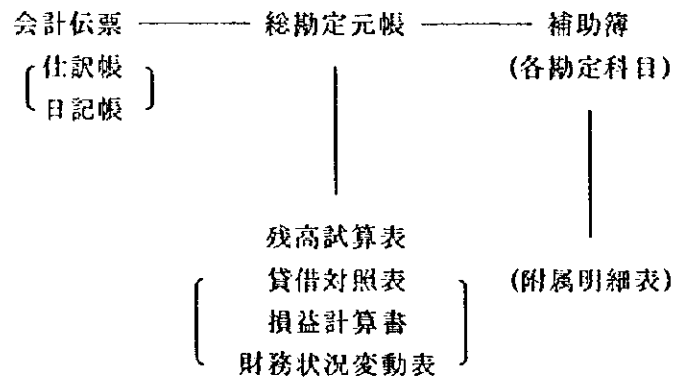 会計伝票 総勘定元帳 補助簿
仕訳帳 (各勘定科目)
日記帳
残高試算表
貸借対照表 (附属明細表)
損益計算書
財務状況変動表